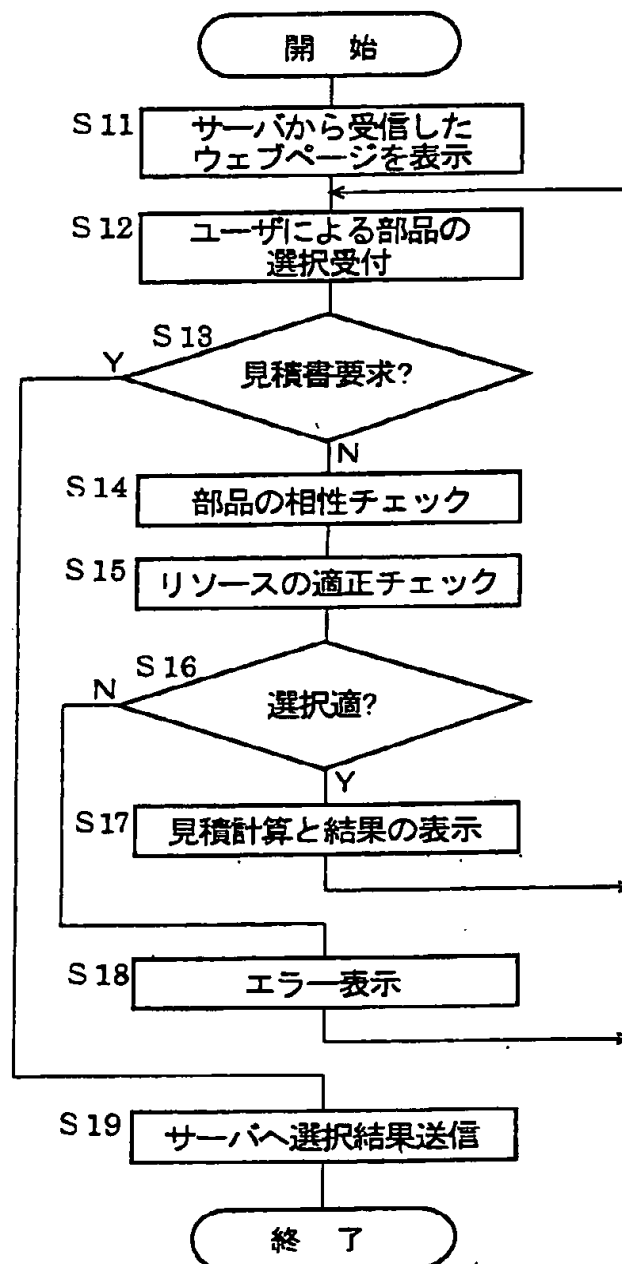 開 始
S11
サーバから受信した
ウェブページを表示
S12
ユーザによる部品の
選択受付
S13
Y
見積書要求?
N
S14
部品の相性チェック
S15
リソースの適正チェック
S16
N
選択適?
Y
S17
見積計算と結果の表示
S18
エラー表示
S19
サーバへ選択結果送信
終 了